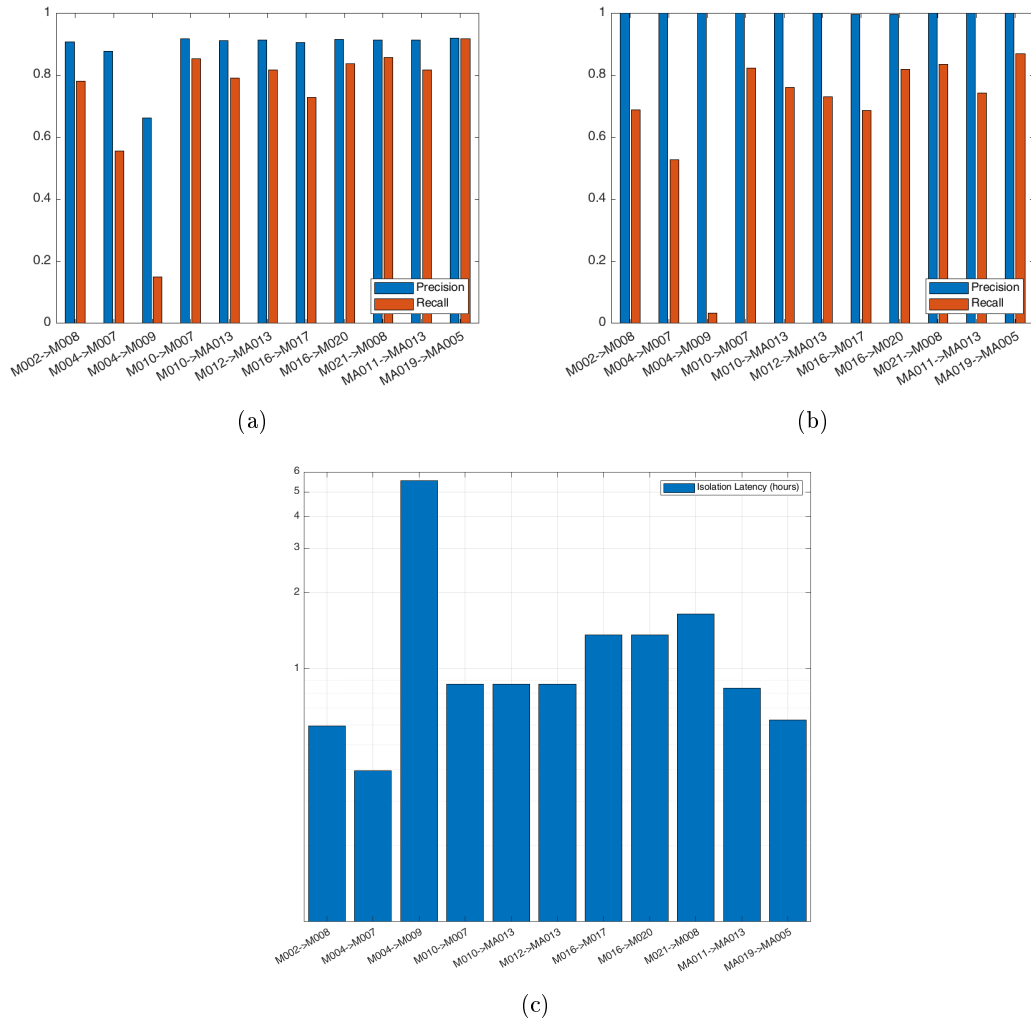 1
0.8
0.6
0.4
0.2
0
Precision
Recall
M002->M008
M004->M007
M004->M009
M010->M007
M010->MA013
M012->MA013
M016->M017
M016->M020
M021->M008
MA011->MA013
MA019->MA005
(a)
1
0.8
0.6
0.4
0.2
0
Precision
Recall
M002->M008
M004->M007
M004->M009
M010->M007
M010->MA013
M012->MA013
M016->M017
M016->M020
M021->M008
MA011->MA013
MA019->MA005
(b)
6
5
4
3
2
1
Isolation Latency (hours)
M002->M008
M004->M007
M004->M009
M010->M007
M010->MA013
M012->MA013
M016->M017
M016->M020
M021->M008
MA011->MA013
MA019->MA005
(c)